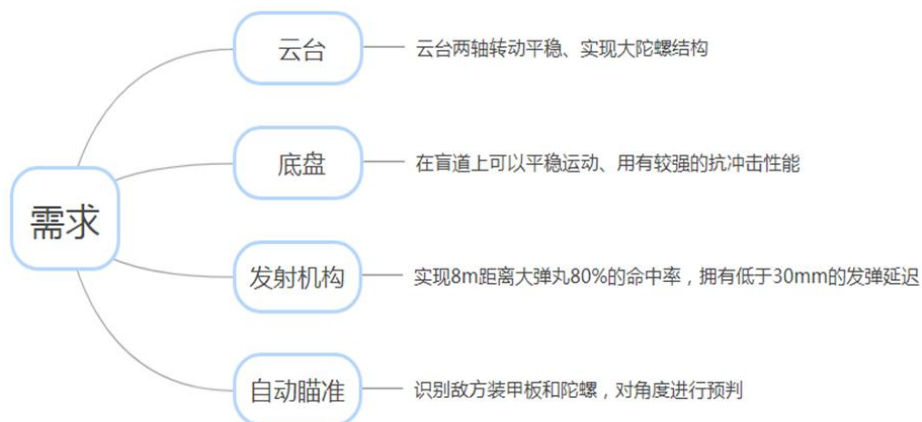 云台
云台两轴转动平稳、实现大陀螺结构
底盘
在盲道上可以平稳运动、用有较强的抗冲击性能
需求
发射机构
实现8m距离大弹丸80%的命中率，拥有低于30mm的发弹延迟
自动瞄准
识别敌方装甲板和陀螺，对角度进行预判